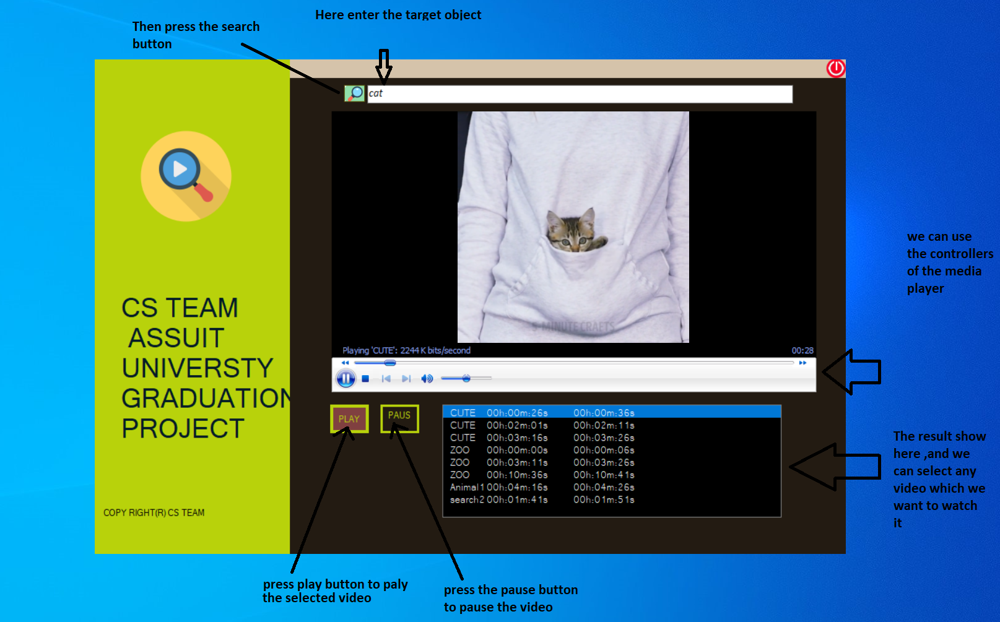 Here enter the target object
Then press the search
button
cat
5-MINUTE CRAFTS
we can use
the controllers
of the media
player
CS TEAM
ASSUIT
UNIVERSTY
GRADUATION
PROJECT
COPY RIGHT(R) CS TEAM
Playing 'CUTE': 2244 K bits/second 00:28
PLAY
PAUS
CUTE 00h:00m:26s 00h:00m:36s
CUTE 00h:02m:01s 00h:02m:11s
CUTE 00h:03m:16s 00h:03m:26s
ZOO 00h:00m:00s 00h:00m:06s
ZOO 00h:03m:11s 00h:03m:26s
ZOO 00h:10m:36s 00h:10m:41s
Animal1 00h:04m:16s 00h:04m:26s
search2 00h:01m:41s 00h:01m:51s
The result show
here ,and we
can select any
video which we
want to watch
it
press play button to paly
the selected video
press the pause button
to pause the video